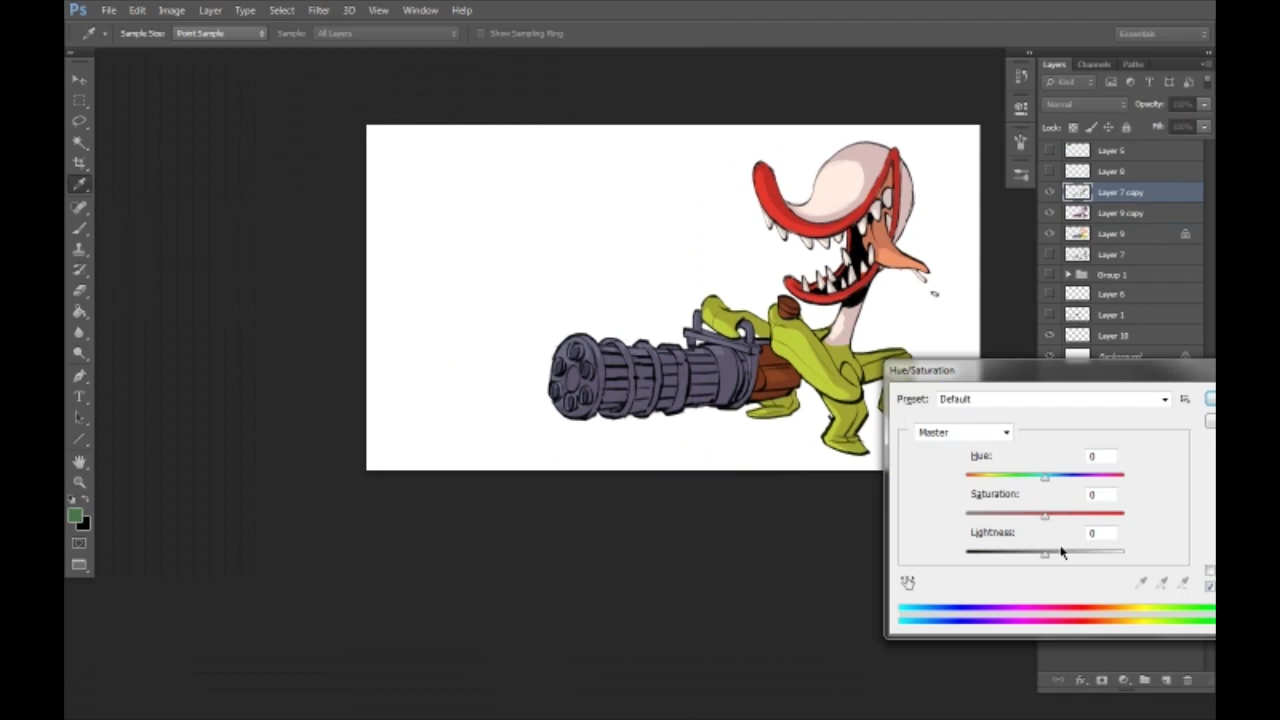 Ps File Edit Image Layer Type Select Filter 3D View Window Help
Sample Size: Point Sample Sample: All Layers Show Sampling Ring Essentials
Layers Channels Paths
Kind
Normal Opacity: 100%
Lock: Fill: 100%
Layer 5
Layer 8
Layer 7 copy
Layer 9 copy
Layer 9
Layer 7
Group 1
Layer 6
Layer 1
Layer 10
Background
Hue/Saturation
Preset: Default
Master
Hue: 0
Saturation: 0
Lightness: 0